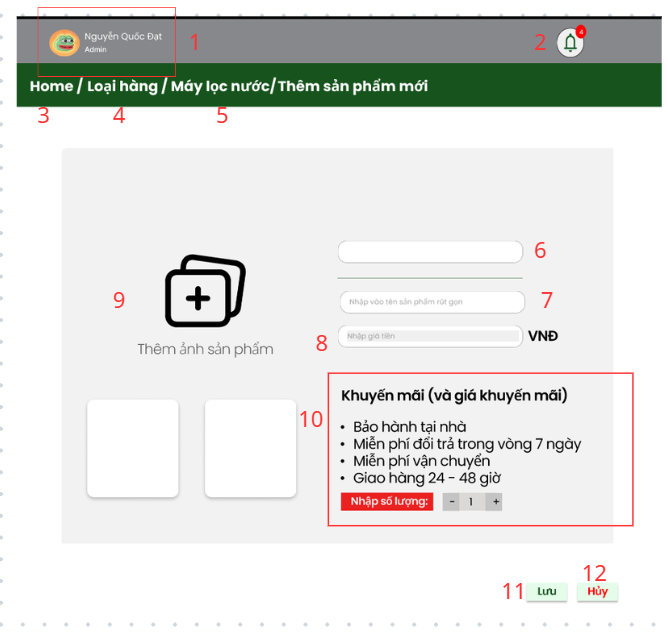 Nguyễn Quốc Đạt
Admin
1
2
4
Home / Loại hàng / Máy lọc nước/Thêm sản phẩm mới
3
4
5
6
9
Nhập vào tên sản phẩm rút gọn
7
8
Nhập giá tiền
VNĐ
Thêm ảnh sản phẩm
10
Khuyến mãi (và giá khuyến mãi)
• Bảo hành tại nhà
• Miễn phí đổi trả trong vòng 7 ngày
• Miễn phí vận chuyển
• Giao hàng 24 - 48 giờ
Nhập số lượng:
- 1 +
12
11
Lưu
Hủy